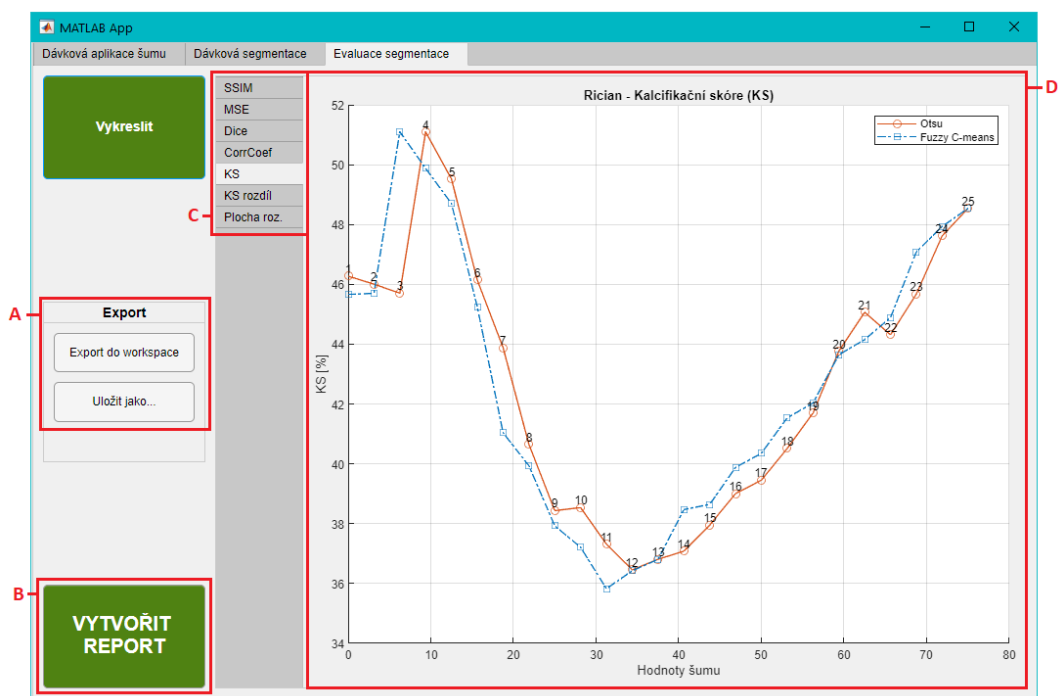 MATLAB App
Dávková aplikace šumu
Dávková segmentace
Evaluace segmentace
Vykreslit
A
Export
Export do workspace
Uložit jako...
B
VYTVOŘIT
REPORT
C
SSIM
MSE
Dice
CorrCoef
KS
KS rozdíl
Plocha roz.
D
Rician - Kalcifikační skóre (KS)
Otsu
Fuzzy C-means
KS [%]
52
50
48
46
44
42
40
38
36
34
1
2
3
4
5
6
7
8
9
10
11
12
13
14
15
16
17
18
19
20
21
22
23
24
25
0
10
20
30
40
50
60
70
80
Hodnoty šumu